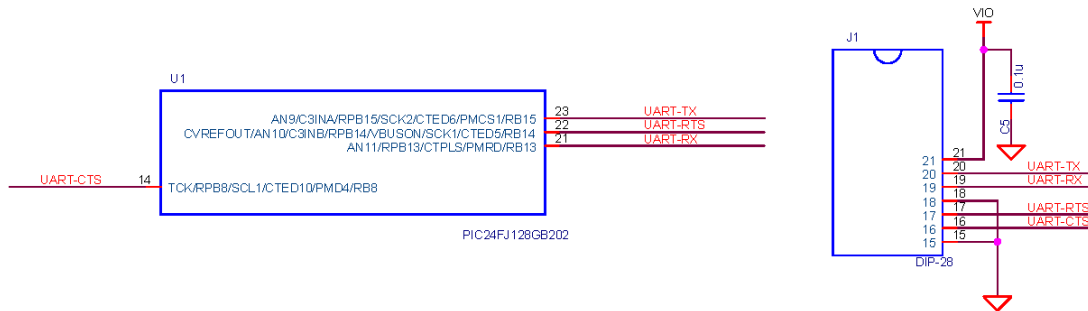 VIO
J1
0.1u
C5
U1
AN9/C3INA/RPB15/SCK2/CTED6/PMCS1/RB15 23 UART-TX
CVREFOUT/AN10/C3INB/RPB14/VBUSON/SCK1/CTED5/RB14 22 UART-RTS
AN11/RPB13/CTPLS/PMRD/RB13 21 UART-RX
UART-CTS 14 TCK/RPB8/SCL1/CTED10/PMD4/RB8
PIC24FJ128GB202
21 21
20 20 UART-TX
19 19 UART-RX
18 18
17 17 UART-RTS
16 16 UART-CTS
15 15
DIP-28